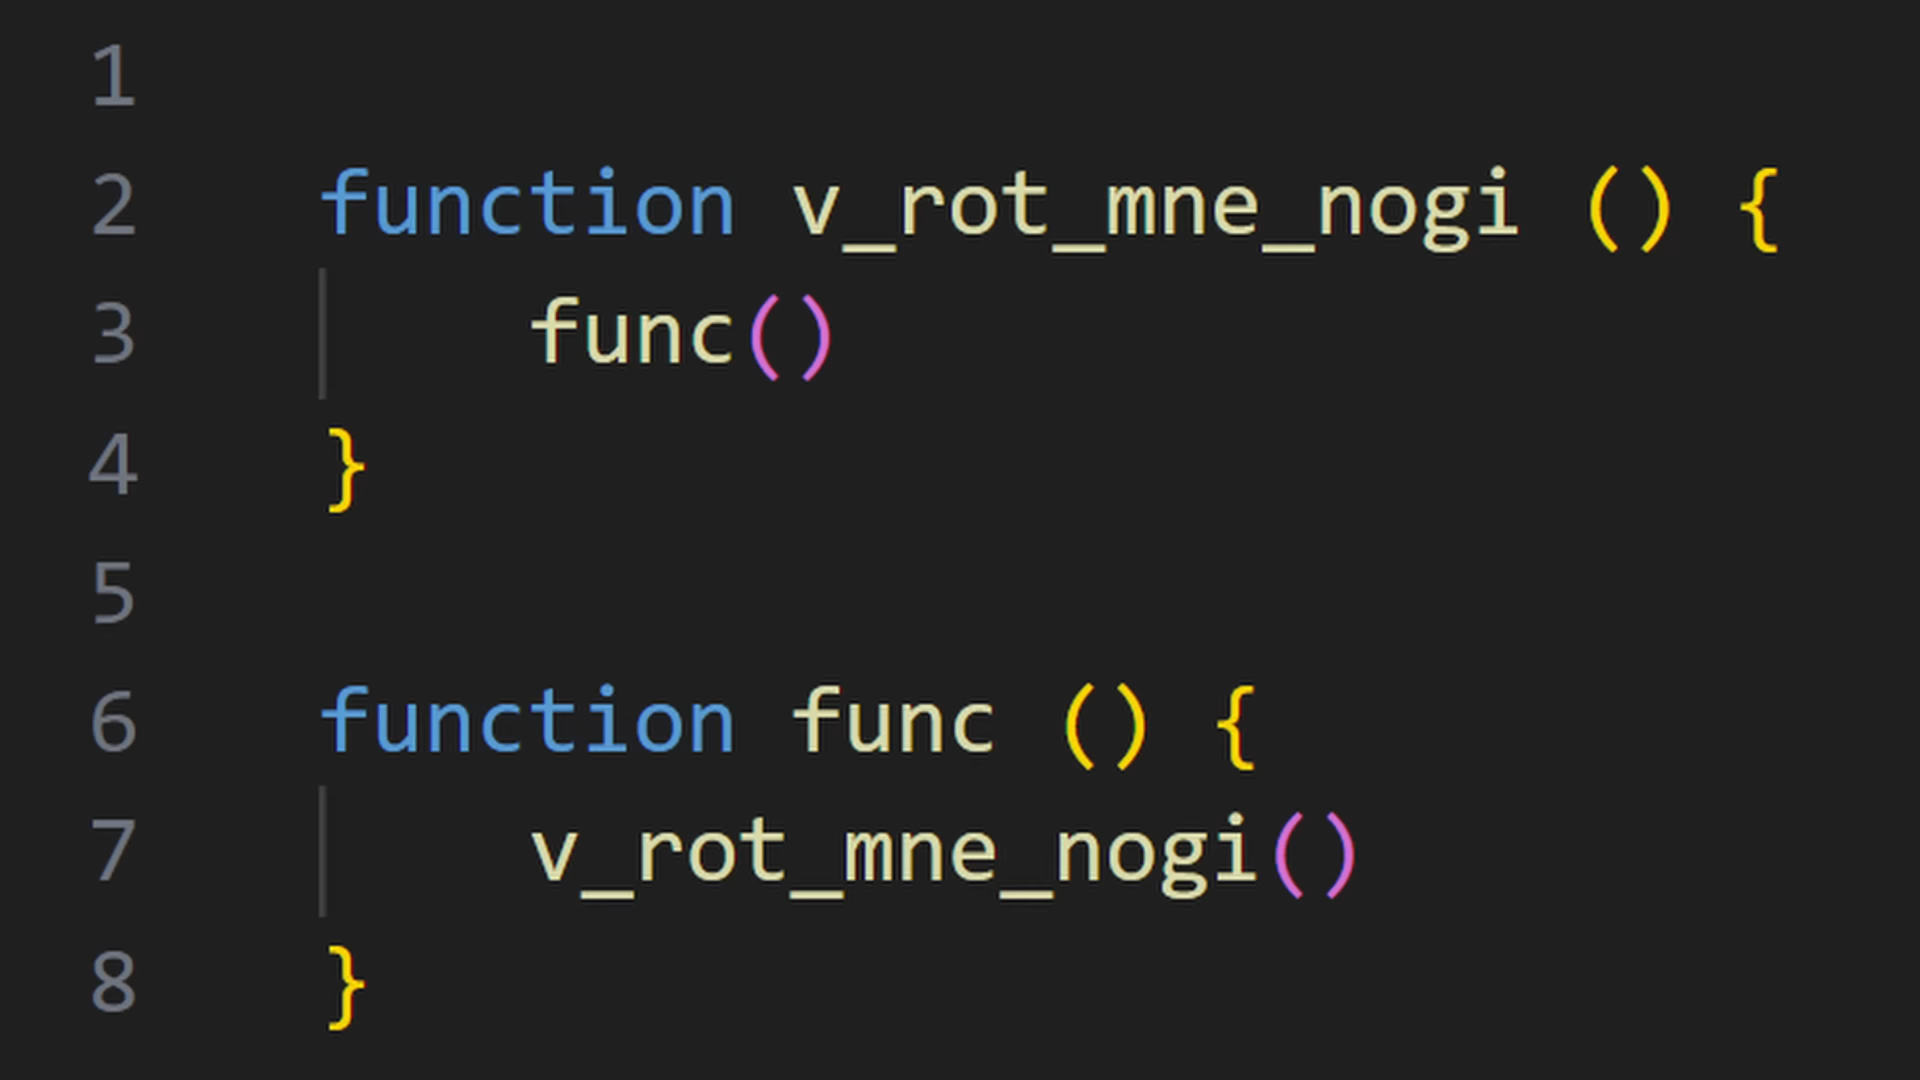 1
2 function v_rot_mne_nogi () {
3 func()
4 }
5
6 function func () {
7 v_rot_mne_nogi()
8 }